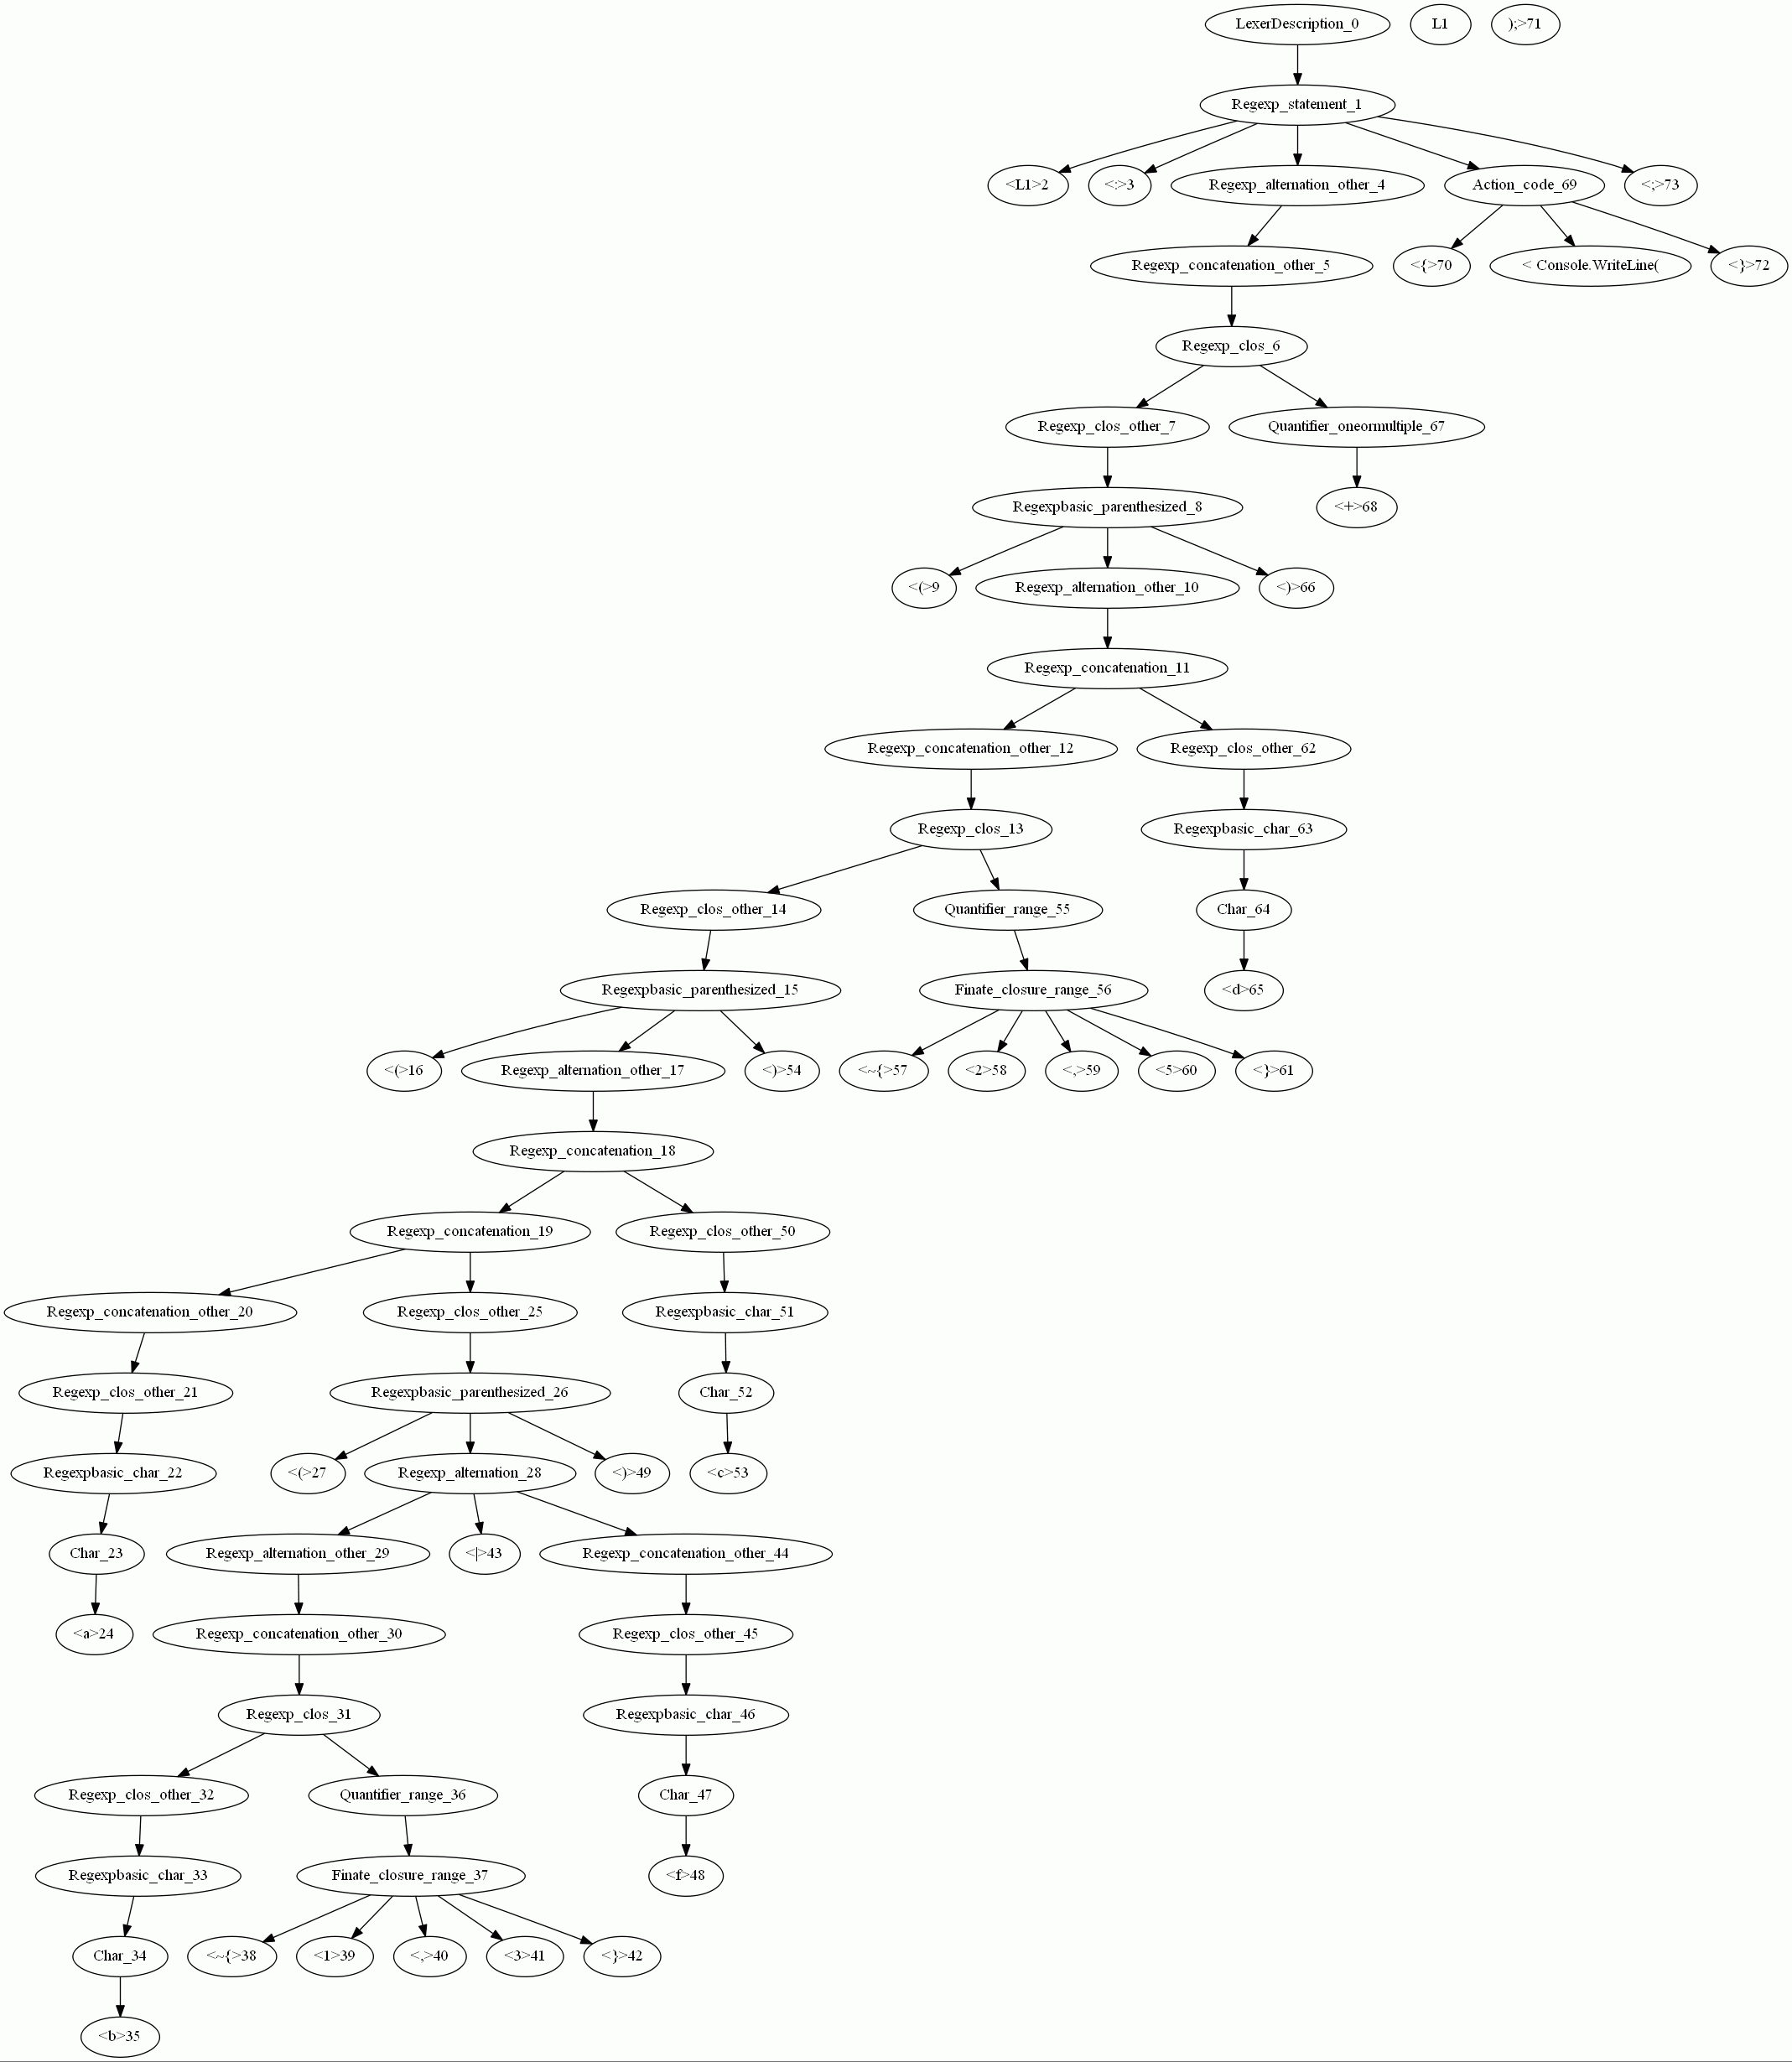 LexerDescription_0
L1
);>71
Regexp_statement_1
<L1>2
<:>3
Regexp_alternation_other_4
Action_code_69
<;>73
Regexp_concatenation_other_5
<{>70
< Console.WriteLine(
<}>72
Regexp_clos_6
Regexp_clos_other_7
Quantifier_oneormultiple_67
Regexpbasic_parenthesized_8
<+>68
<(>9
Regexp_alternation_other_10
<)>66
Regexp_concatenation_11
Regexp_concatenation_other_12
Regexp_clos_other_62
Regexp_clos_13
Regexpbasic_char_63
Regexp_clos_other_14
Quantifier_range_55
Char_64
Regexpbasic_parenthesized_15
Finate_closure_range_56
<d>65
<(>16
Regexp_alternation_other_17
<)>54
<~{>57
<2>58
<,>59
<5>60
<}>61
Regexp_concatenation_18
Regexp_concatenation_19
Regexp_clos_other_50
Regexp_concatenation_other_20
Regexp_clos_other_25
Regexpbasic_char_51
Regexp_clos_other_21
Regexpbasic_parenthesized_26
Char_52
Regexpbasic_char_22
<(>27
Regexp_alternation_28
<)>49
<c>53
Char_23
Regexp_alternation_other_29
<|>43
Regexp_concatenation_other_44
<a>24
Regexp_concatenation_other_30
Regexp_clos_other_45
Regexp_clos_31
Regexpbasic_char_46
Regexp_clos_other_32
Quantifier_range_36
Char_47
Regexpbasic_char_33
Finate_closure_range_37
<f>48
Char_34
<~{>38
<1>39
<,>40
<3>41
<}>42
<b>35